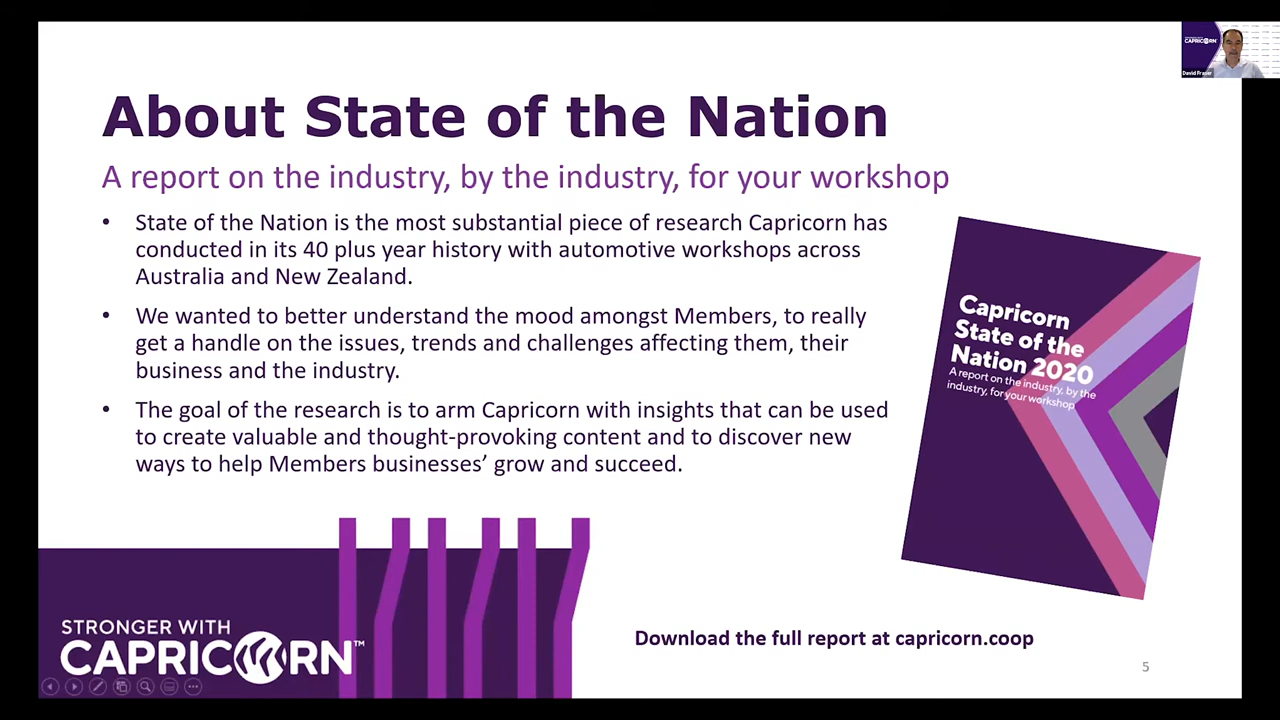 CAPRICORN
David Fraser
About State of the Nation
A report on the industry, by the industry, for your workshop
• State of the Nation is the most substantial piece of research Capricorn has
conducted in its 40 plus year history with automotive workshops across
Australia and New Zealand.
• We wanted to better understand the mood amongst Members, to really
get a handle on the issues, trends and challenges affecting them, their
business and the industry.
• The goal of the research is to arm Capricorn with insights that can be used
to create valuable and thought-provoking content and to discover new
ways to help Members businesses’ grow and succeed.
Capricorn
State of the
Nation 2020
A report on the industry, by the
industry, for your workshop
STRONGER WITH
CAPRICORN™
Download the full report at capricorn.coop
5